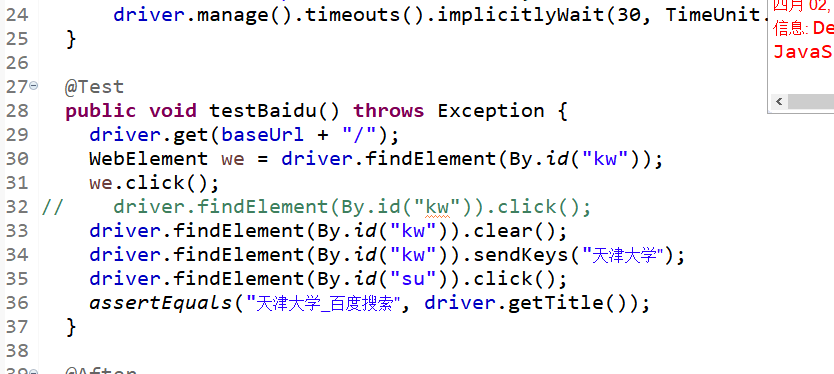 24 driver.manage().timeouts().implicitlyWait(30, TimeUnit.
25 }
26
27 @Test
28 public void testBaidu() throws Exception {
29 driver.get(baseUrl + "/");
30 WebElement we = driver.findElement(By.id("kw"));
31 we.click();
32 // driver.findElement(By.id("kw")).click();
33 driver.findElement(By.id("kw")).clear();
34 driver.findElement(By.id("kw")).sendKeys("天津大学");
35 driver.findElement(By.id("su")).click();
36 assertEquals("天津大学_百度搜索", driver.getTitle());
37 }
38
39 @After
四月 02,
信息: De
JavaS